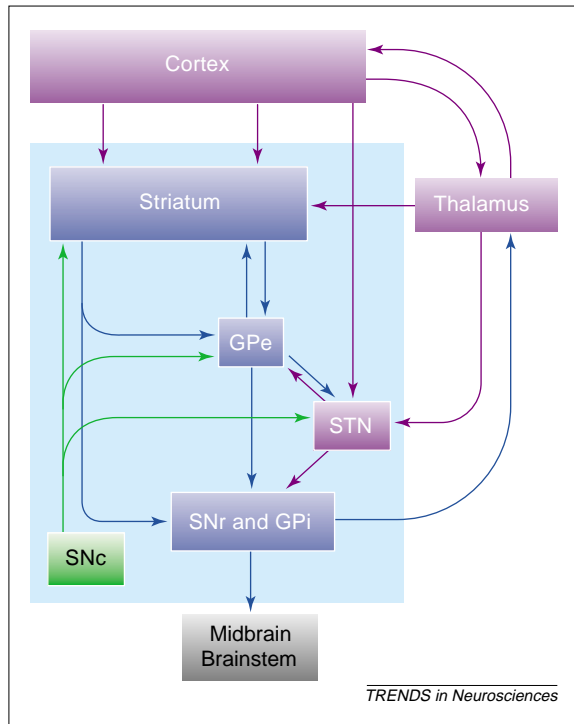 Cortex
Striatum
Thalamus
GPe
STN
SNr and GPi
SNc
Midbrain
Brainstem
TRENDS in Neurosciences